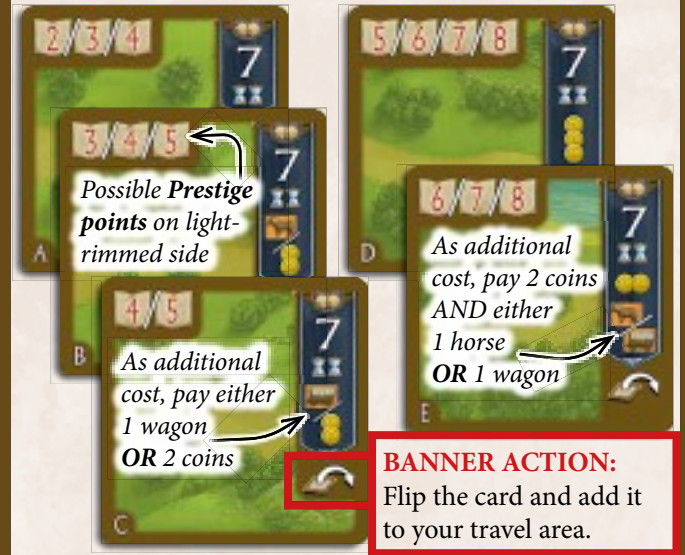 2/3/4
7
A
3/4/5
7
Possible Prestige
points on light-
rimmed side
B
4/5
7
As additional
cost, pay either
1 wagon
OR 2 coins
C
5/6/7/8
7
D
6/7/8
7
As additional
cost, pay 2 coins
AND either
1 horse
OR 1 wagon
E
BANNER ACTION:
Flip the card and add it
to your travel area.